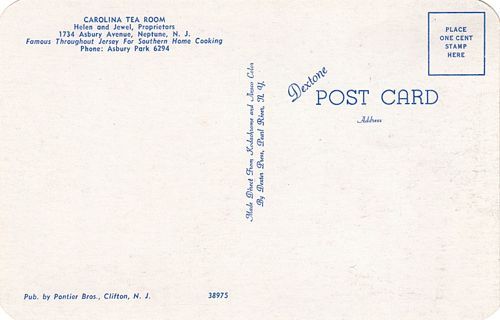 CAROLINA TEA ROOM
Helen and Jewel, Proprietors
1734 Asbury Avenue, Neptune, N. J.
Famous Throughout Jersey For Southern Home Cooking
Phone: Asbury Park 6294
PLACE
ONE CENT
STAMP
HERE
Dextone
POST CARD
Address
Made Direct From Kodachrome and Ansco Color
By Dexter Press, Pearl River, N. Y.
Pub. by Pontier Bros., Clifton, N. J.
38975